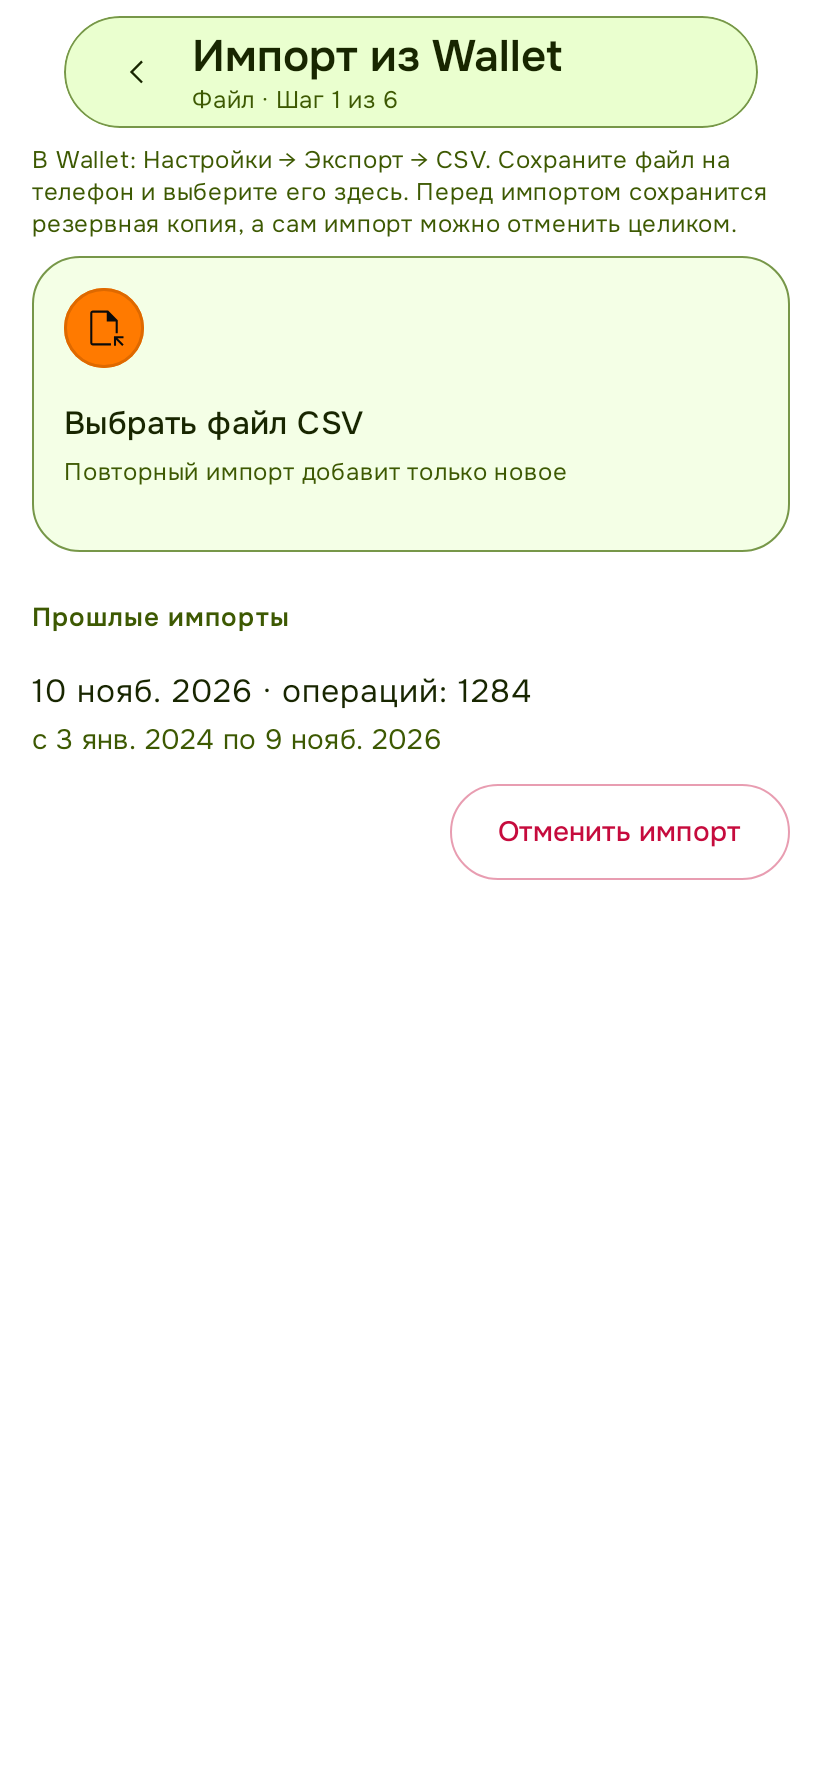 Импорт из Wallet
Файл · Шаг 1 из 6
В Wallet: Настройки → Экспорт → CSV. Сохраните файл на
телефон и выберите его здесь. Перед импортом сохранится
резервная копия, а сам импорт можно отменить целиком.
Выбрать файл CSV
Повторный импорт добавит только новое
Прошлые импорты
10 нояб. 2026 · операций: 1284
с 3 янв. 2024 по 9 нояб. 2026
Отменить импорт